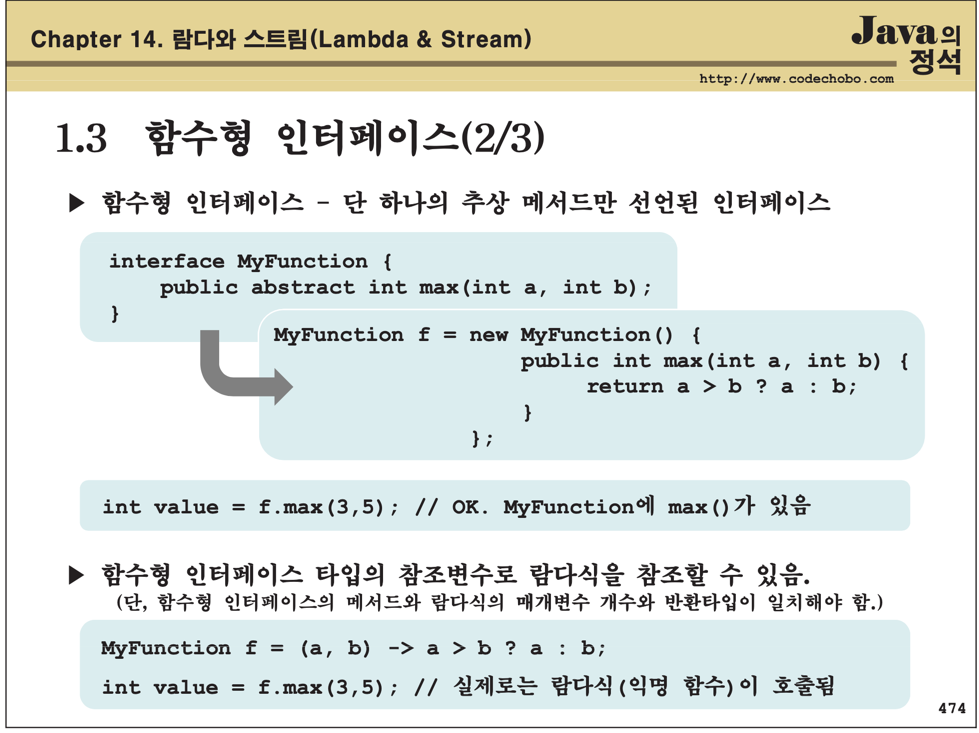 Chapter 14. 람다와 스트림(Lambda & Stream)
Java의
정석
http://www.codechobo.com
1.3 함수형 인터페이스(2/3)
▶ 함수형 인터페이스 - 단 하나의 추상 메서드만 선언된 인터페이스
interface MyFunction {
public abstract int max(int a, int b);
}
MyFunction f = new MyFunction() {
public int max(int a, int b) {
return a > b ? a : b;
}
};
int value = f.max(3,5); // OK. MyFunction에 max()가 있음
▶ 함수형 인터페이스 타입의 참조변수로 람다식을 참조할 수 있음.
(단, 함수형 인터페이스의 메서드와 람다식의 매개변수 개수와 반환타입이 일치해야 함.)
MyFunction f = (a, b) -> a > b ? a : b;
int value = f.max(3,5); // 실제로는 람다식(익명 함수)이 호출됨
474